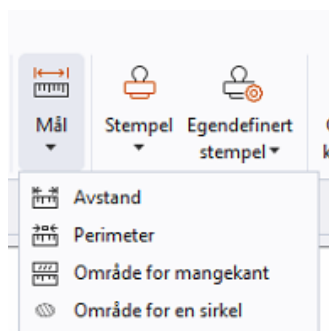 Mål
Stempel
Egendefinert
stempel
Avstand
Perimeter
Område for mangekant
Område for en sirkel